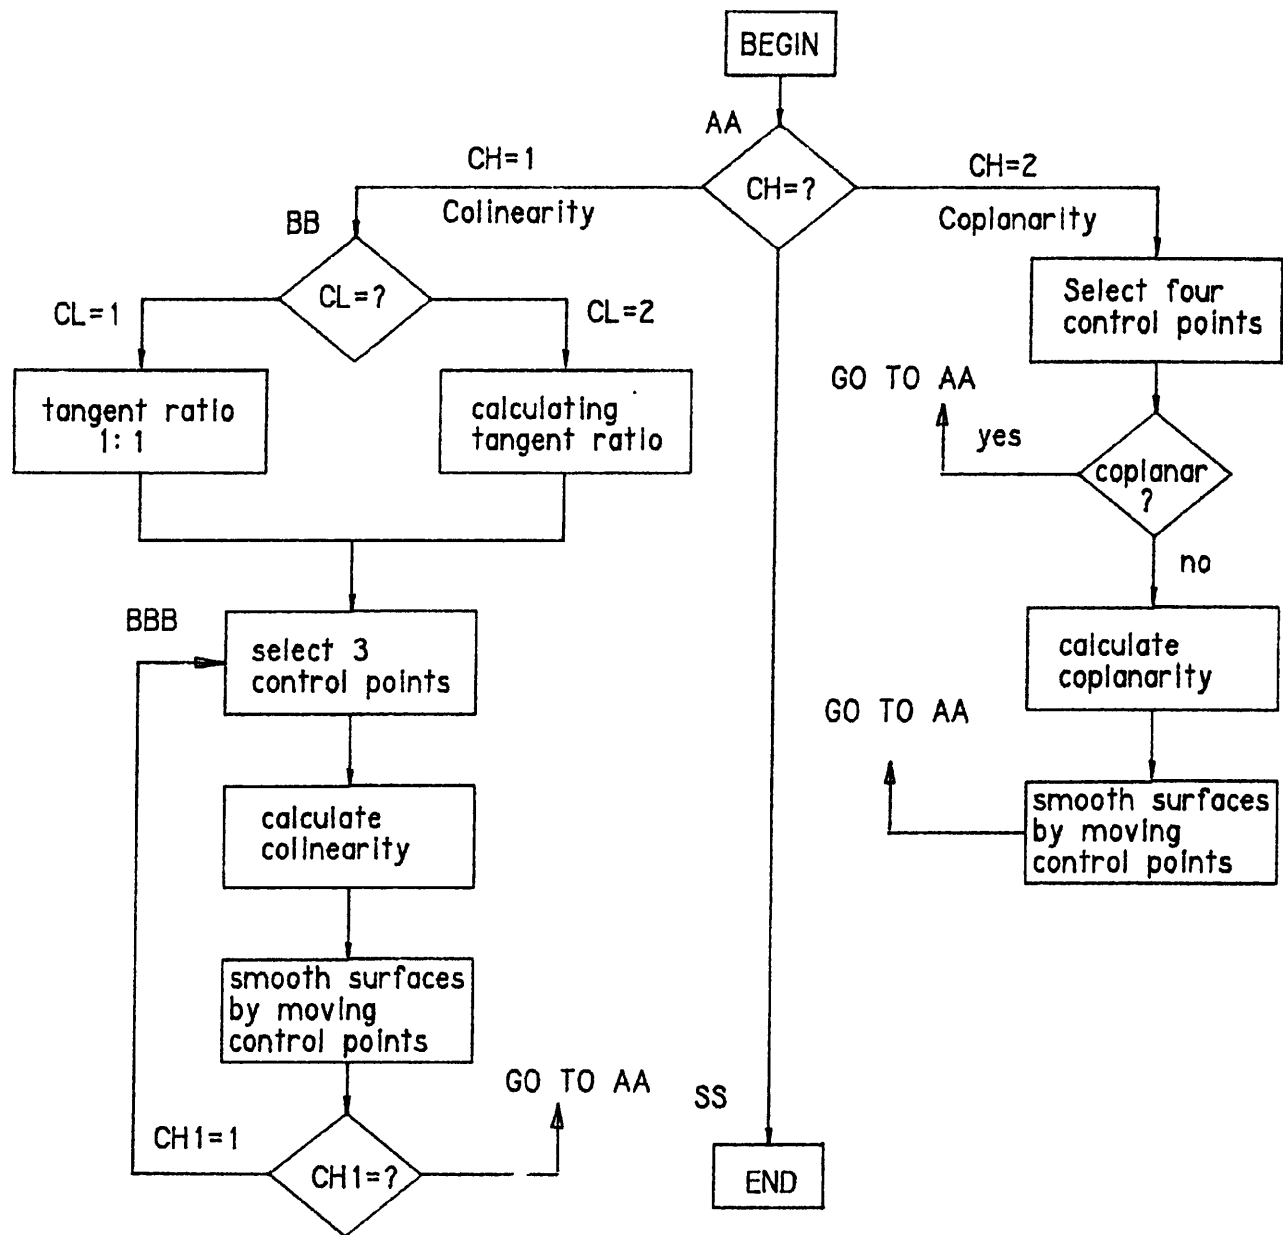 BEGIN
AA
CH=?
CH=1
Colinearity
CH=2
Coplanarity
BB
CL=?
CL=1
CL=2
tangent ratio
1:1
calculating
tangent ratio
Select four
control points
GO TO AA
yes
coplanar
?
no
BBB
select 3
control points
calculate
coplanarity
GO TO AA
calculate
colinearity
smooth surfaces
by moving
control points
smooth surfaces
by moving
control points
GO TO AA
SS
CH1=1
CH1=?
END